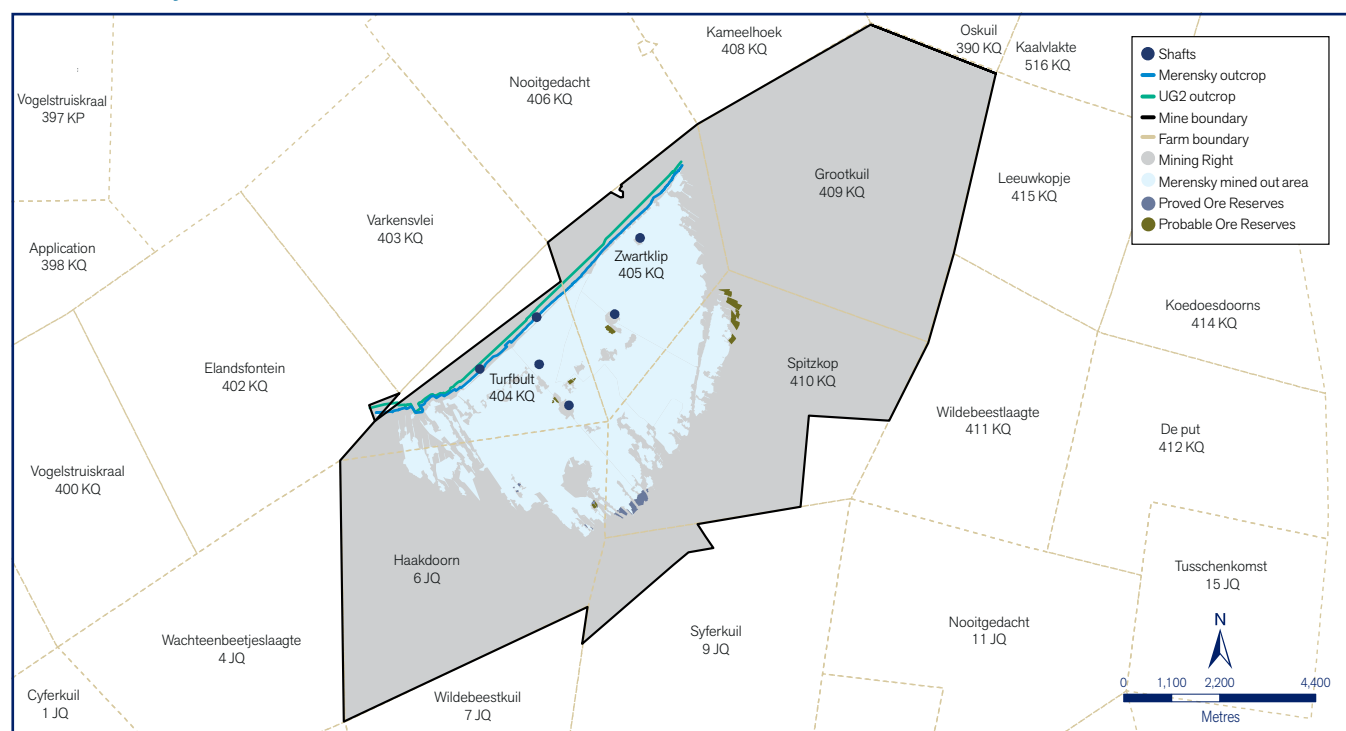 Kameelhoek
408 KQ
Oskuil
390 KQ
Kaalvlakte
516 KQ
Nooitgedacht
406 KQ
Vogelstruiskraal
397 KP
Shafts
Merensky outcrop
UG2 outcrop
Mine boundary
Farm boundary
Mining Right
Merensky mined out area
Proved Ore Reserves
Probable Ore Reserves
Grootkuil
409 KQ
Leeuwkopje
415 KQ
Varkensvlei
403 KQ
Application
398 KQ
Zwartklip
405 KQ
Koedoesdoorns
414 KQ
Elandsfontein
402 KQ
Spitzkop
410 KQ
Turfbult
404 KQ
Wildebeestlaagte
411 KQ
De put
412 KQ
Vogelstruiskraal
400 KQ
Haakdoorn
6 JQ
Tusschenkomst
15 JQ
Wachteenbeetjeslaagte
4 JQ
Syferkuil
9 JQ
Nooitgedacht
11 JQ
N
Cyferkuil
1 JQ
Wildebeestkuil
7 JQ
0 1,100 2,200 4,400
Metres